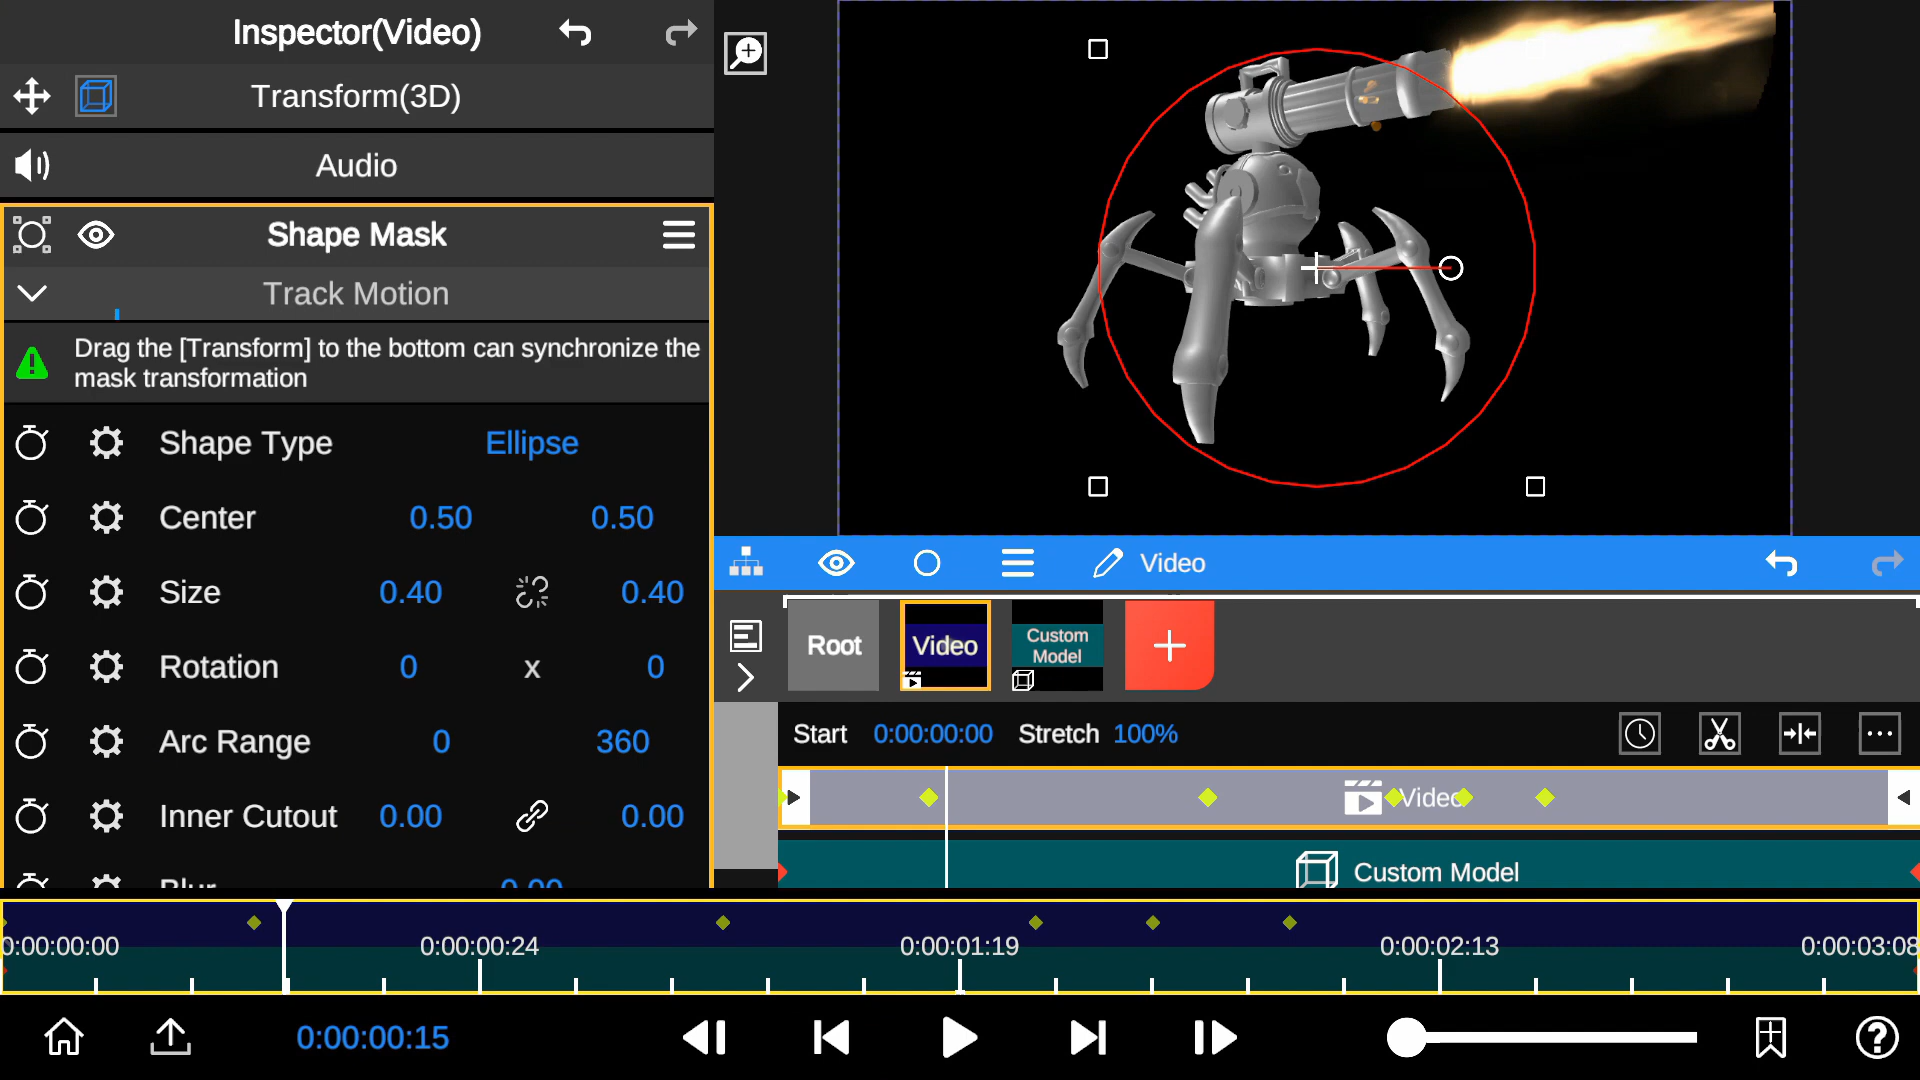 Inspector(Video)
Transform(3D)
Audio
Shape Mask
Track Motion
Drag the [Transform] to the bottom can synchronize the
mask transformation
Shape Type Ellipse
Center 0.50 0.50
Size 0.40 0.40
Rotation 0 x 0
Arc Range 0 360
Inner Cutout 0.00 0.00
Blur 0.00
Video
Root
Video
Custom
Model
Start 0:00:00:00 Stretch 100%
Video
Custom Model
0:00:00:00 0:00:00:24 0:00:01:19 0:00:02:13 0:00:03:08
0:00:00:15